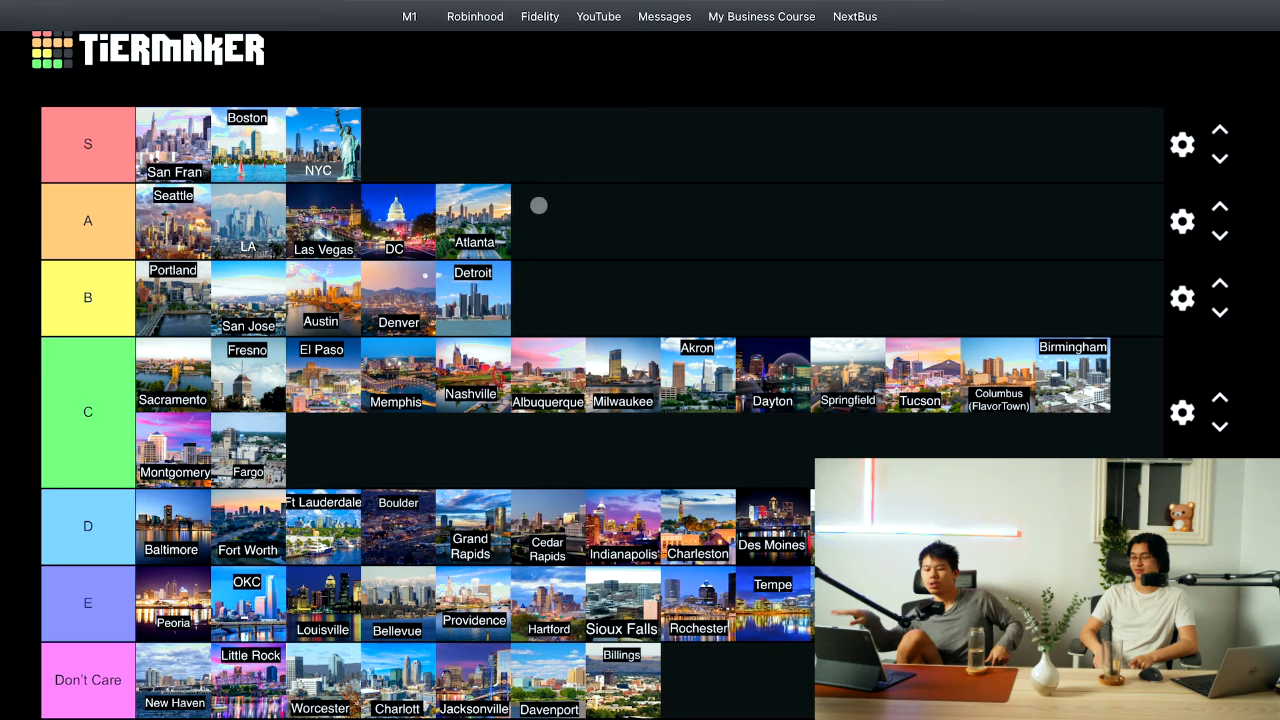 M1 Robinhood Fidelity YouTube Messages My Business Course NextBus
TiERMAKER
S
San Fran
Boston
NYC
A
Seattle
LA
Las Vegas
DC
Atlanta
B
Portland
San Jose
Austin
Denver
Detroit
C
Sacramento
Fresno
El Paso
Memphis
Nashville
Albuquerque
Milwaukee
Akron
Dayton
Springfield
Tucson
Columbus
(FlavorTown)
Birmingham
Montgomery
Fargo
D
Baltimore
Fort Worth
Ft Lauderdale
Boulder
Grand
Rapids
Cedar
Rapids
Indianapolis
Charleston
Des Moines
E
Peoria
OKC
Louisville
Bellevue
Providence
Hartford
Sioux Falls
Rochester
Tempe
Don't Care
New Haven
Little Rock
Worcester
Charlott
Jacksonville
Davenport
Billings